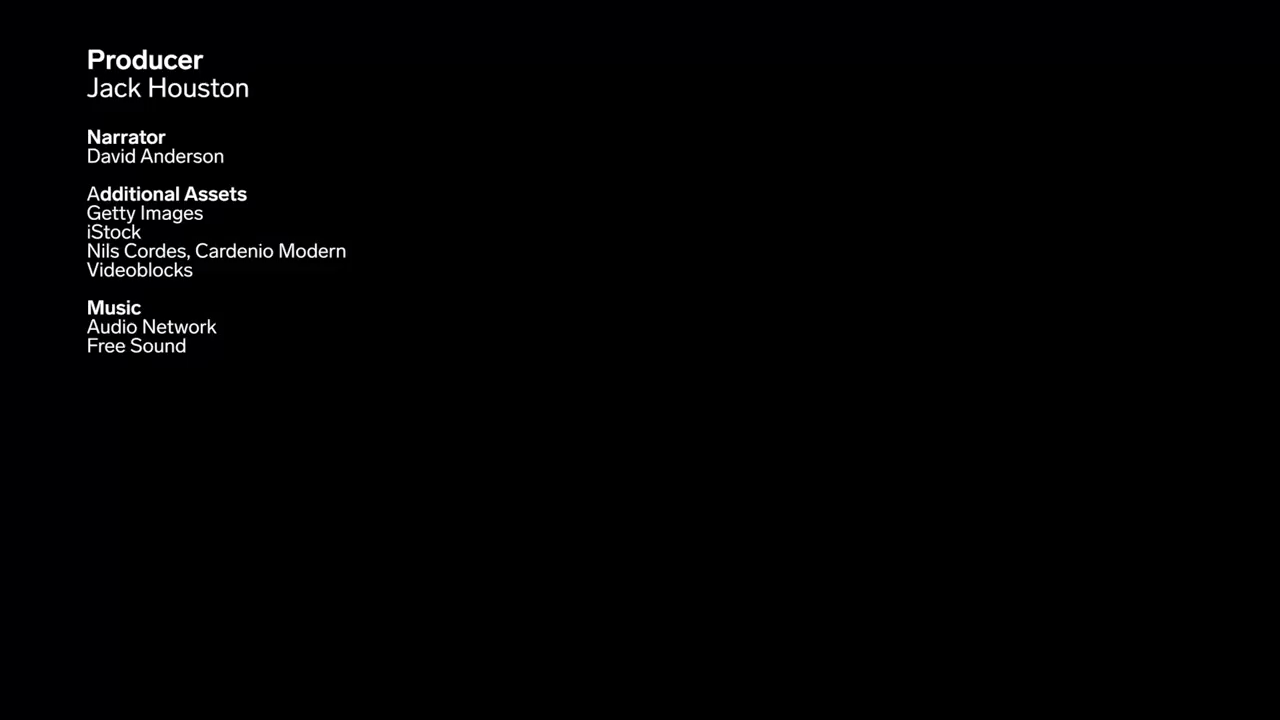 Producer
Jack Houston
Narrator
David Anderson
Additional Assets
Getty Images
iStock
Nils Cordes, Cardenio Modern
Videoblocks
Music
Audio Network
Free Sound